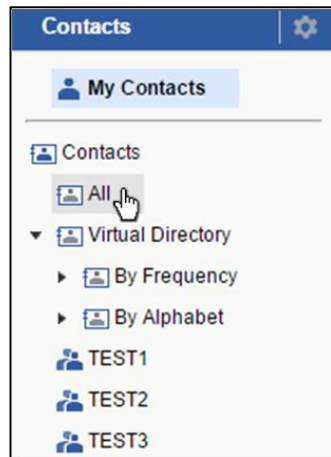 Contacts
My Contacts
Contacts
All
Virtual Directory
By Frequency
By Alphabet
TEST1
TEST2
TEST3